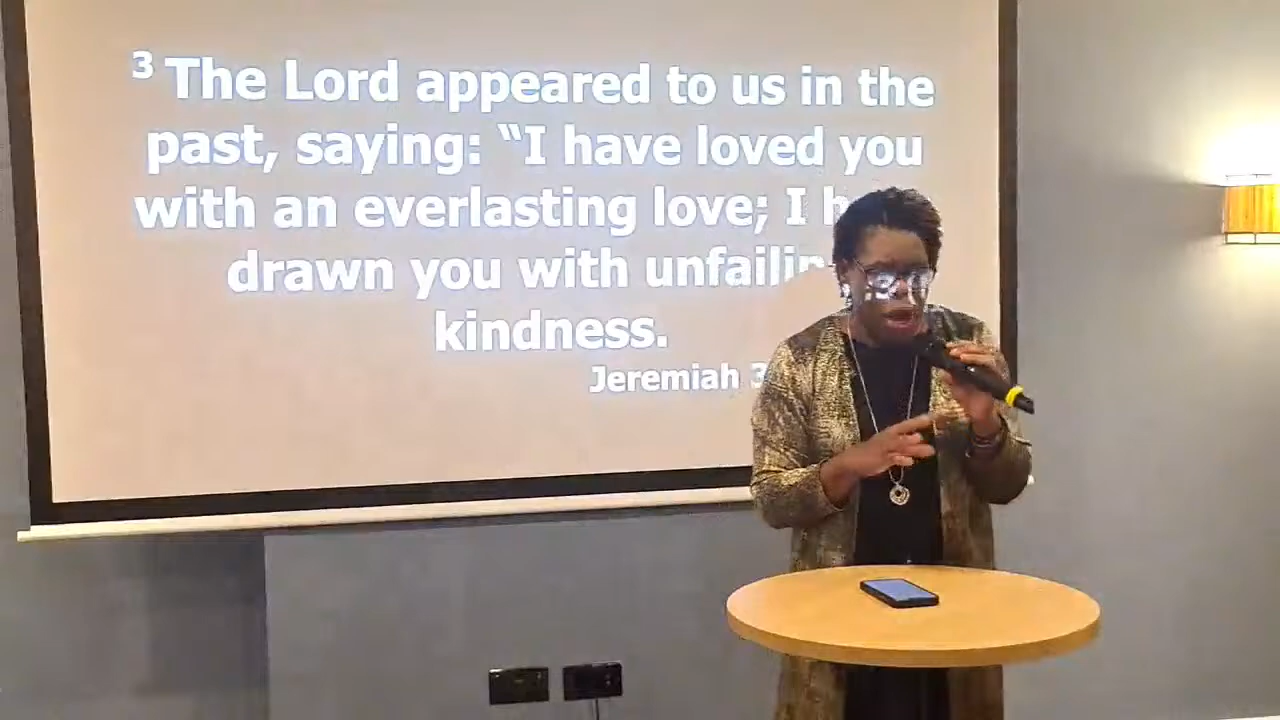 3 The Lord appeared to us in the
past, saying: “I have loved you
with an everlasting love; I
drawn you with
kindness.
Jeremiah